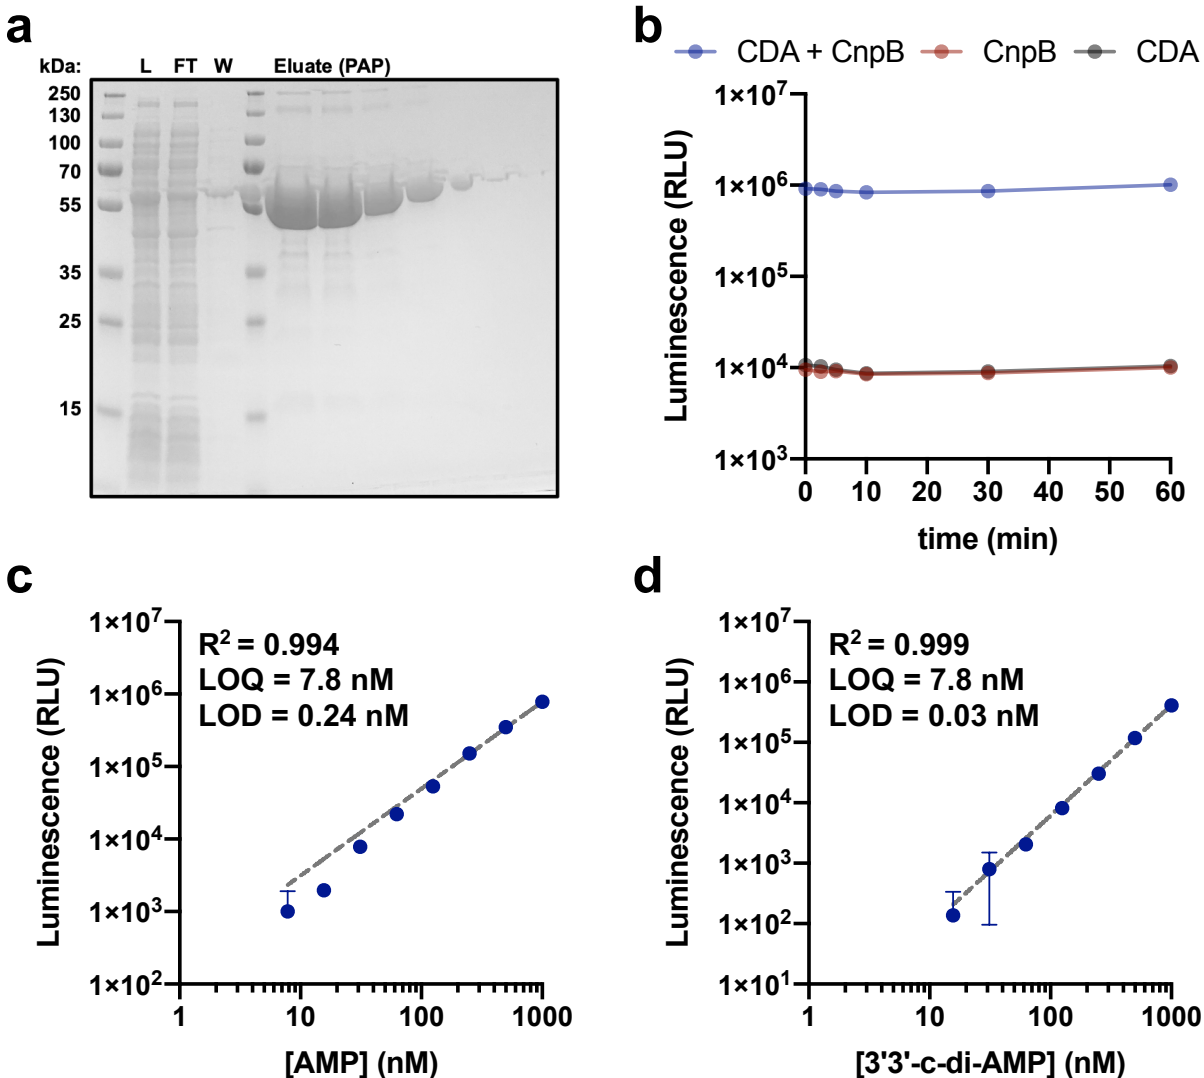 a
kDa: L FT W Eluate (PAP)
250
130
100
70
55
35
25
15
b
CDA + CnpB CnpB CDA
Luminescence (RLU)
1×10⁷
1×10⁶
1×10⁵
1×10⁴
1×10³
0 10 20 30 40 50 60
time (min)
c
Luminescence (RLU)
1×10⁷
1×10⁶
1×10⁵
1×10⁴
1×10³
1×10²
R² = 0.994
LOQ = 7.8 nM
LOD = 0.24 nM
1 10 100 1000
[AMP] (nM)
d
Luminescence (RLU)
1×10⁷
1×10⁶
1×10⁵
1×10⁴
1×10³
1×10²
1×10¹
R² = 0.999
LOQ = 7.8 nM
LOD = 0.03 nM
1 10 100 1000
[3'3'-c-di-AMP] (nM)